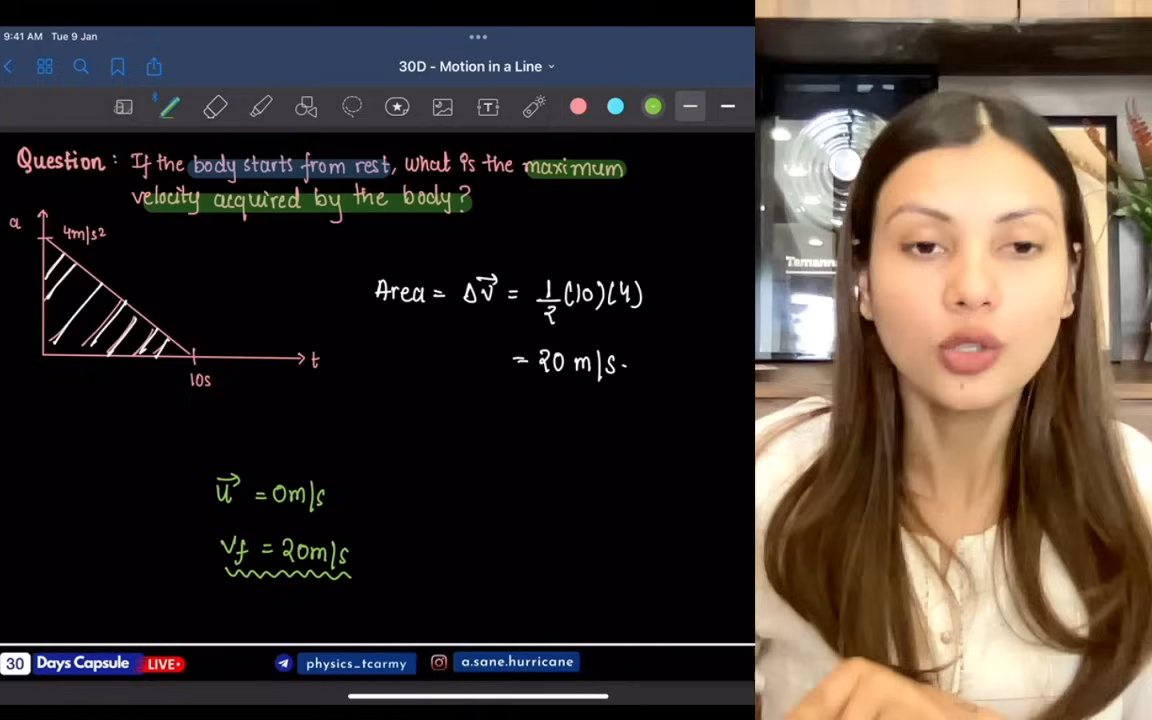 9:41 AM Tue 9 Jan
30D - Motion in a Line
T
Question: If the body starts from rest, what is the maximum
velocity acquired by the body?
a
4m/s2
Area = Δv⃗ = 1/2 (10)(4)
= 20 m/s.
t
10s
u⃗ = 0m/s
vf = 20m/s
30 Days Capsule LIVE
physics_tcarmy
a.sane.hurricane